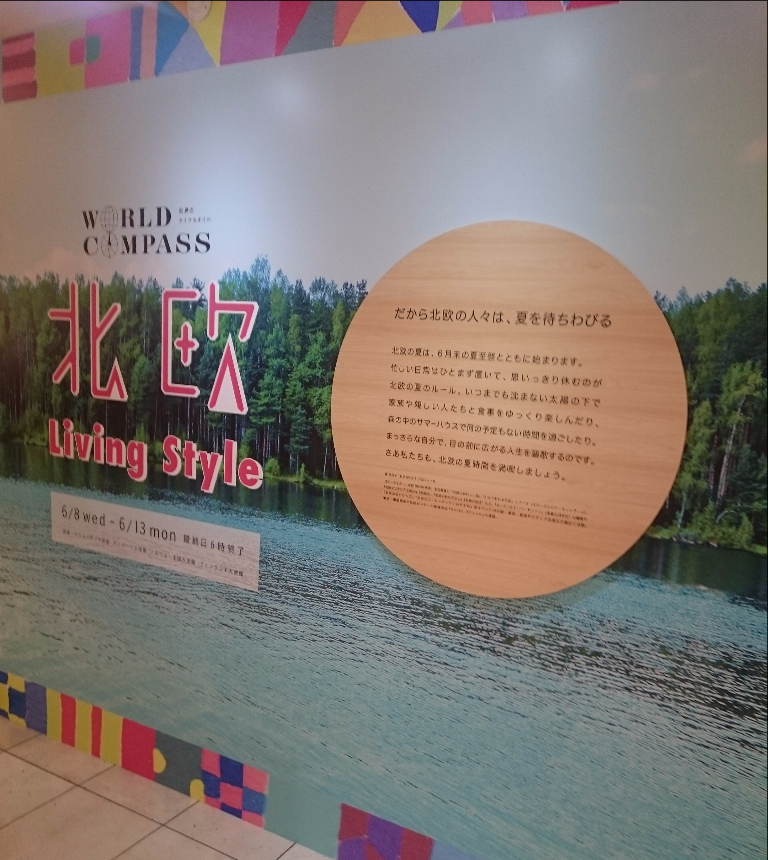 WORLD
COMPASS
北欧
Living Style
6/8 wed - 6/13 mon 最終日6時終了
だから北欧の人々は、夏を待ちわびる
北欧の夏は、6月末の夏至祭とともに始まります。
忙しい日常はひとまず置いて、思いっきり休むのが
北欧の夏のルール。いつまでも沈まない太陽の下で
家族や親しい人たちと食事をゆっくり楽しんだり、
森の中のサマーハウスで何の予定もない時間を過ごしたり。
まっさらな自分で、目の前に広がる人生を謳歌するのです。
さあ私たちも、北欧の夏時間を満喫しましょう。